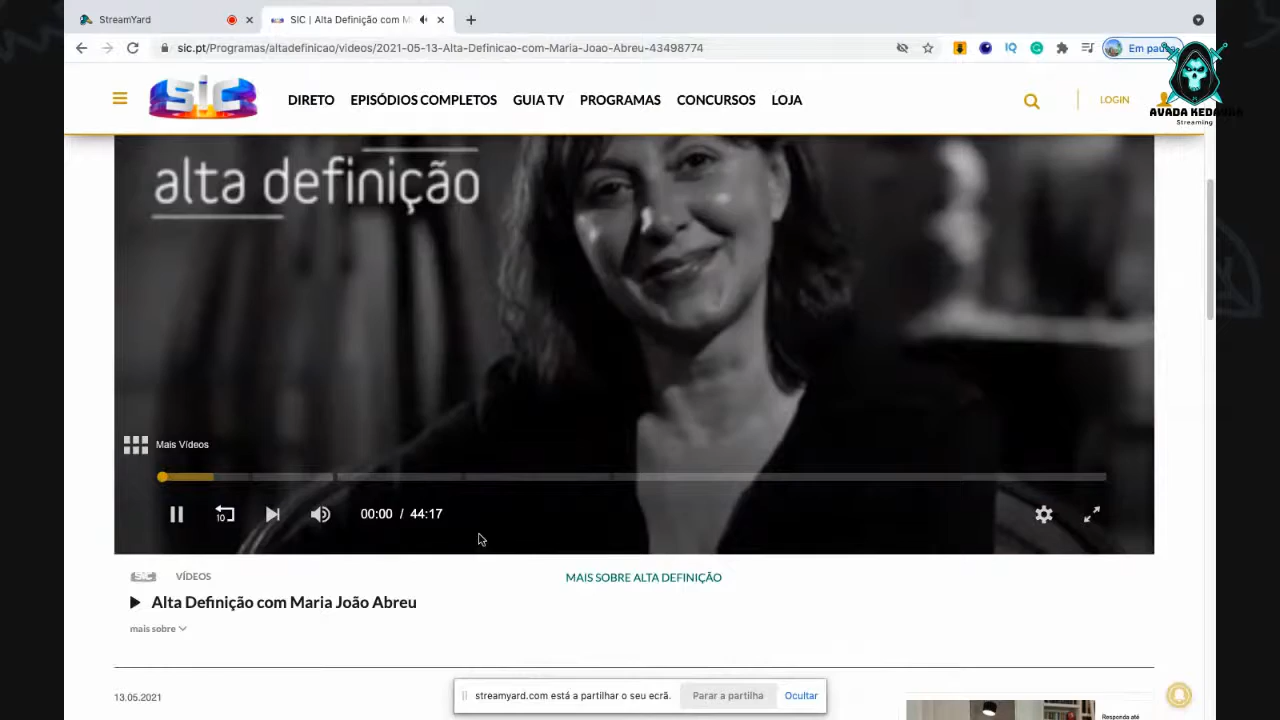 StreamYard
SIC | Alta Definição com M
sic.pt/Programas/altadefinicao/videos/2021-05-13-Alta-Definicao-com-Maria-Joao-Abreu-43498774
IQ
Em pausa
SIC
DIRETO
EPISÓDIOS COMPLETOS
GUIA TV
PROGRAMAS
CONCURSOS
LOJA
LOGIN
AVADA KEDAVRA
Streaming
alta definição
Mais Vídeos
10
00:00 / 44:17
SIC
VÍDEOS
MAIS SOBRE ALTA DEFINIÇÃO
Alta Definição com Maria João Abreu
mais sobre
streamyard.com está a partilhar o seu ecrã.
Parar a partilha
Ocultar
13.05.2021
Responda até